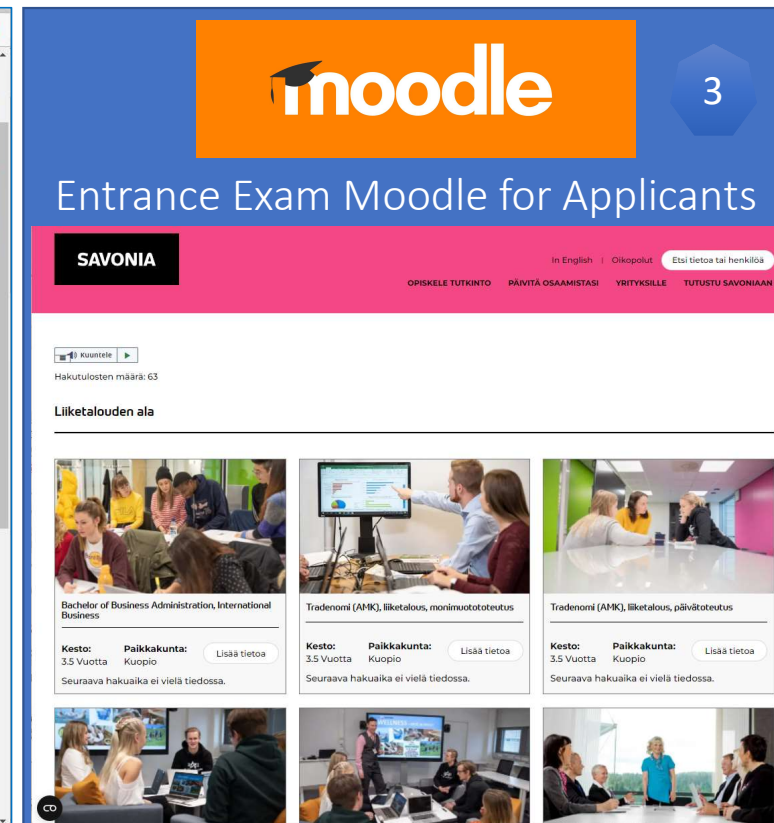 moodle
3
Entrance Exam Moodle for Applicants
SAVONIA
In English | Oikopolut Etsi tietoa tai henkilöä
OPISKELE TUTKINTO PÄIVITÄ OSAAMISTASI YRITYKSILLE TUTUSTU SAVONIAAN
Kuuntele
Hakutulosten määrä: 63
Liiketalouden ala
Bachelor of Business Administration, International
Business
Kesto: Paikkakunta:
3.5 Vuotta Kuopio
Lisää tietoa
Seuraava hakuaika ei vielä tiedossa.
Tradenomi (AMK), liiketalous, monimuotototeutus
Kesto: Paikkakunta:
3.5 Vuotta Kuopio
Lisää tietoa
Seuraava hakuaika ei vielä tiedossa.
Tradenomi (AMK), liiketalous, päivätoteutus
Kesto: Paikkakunta:
3.5 Vuotta Kuopio
Lisää tietoa
Seuraava hakuaika ei vielä tiedossa.